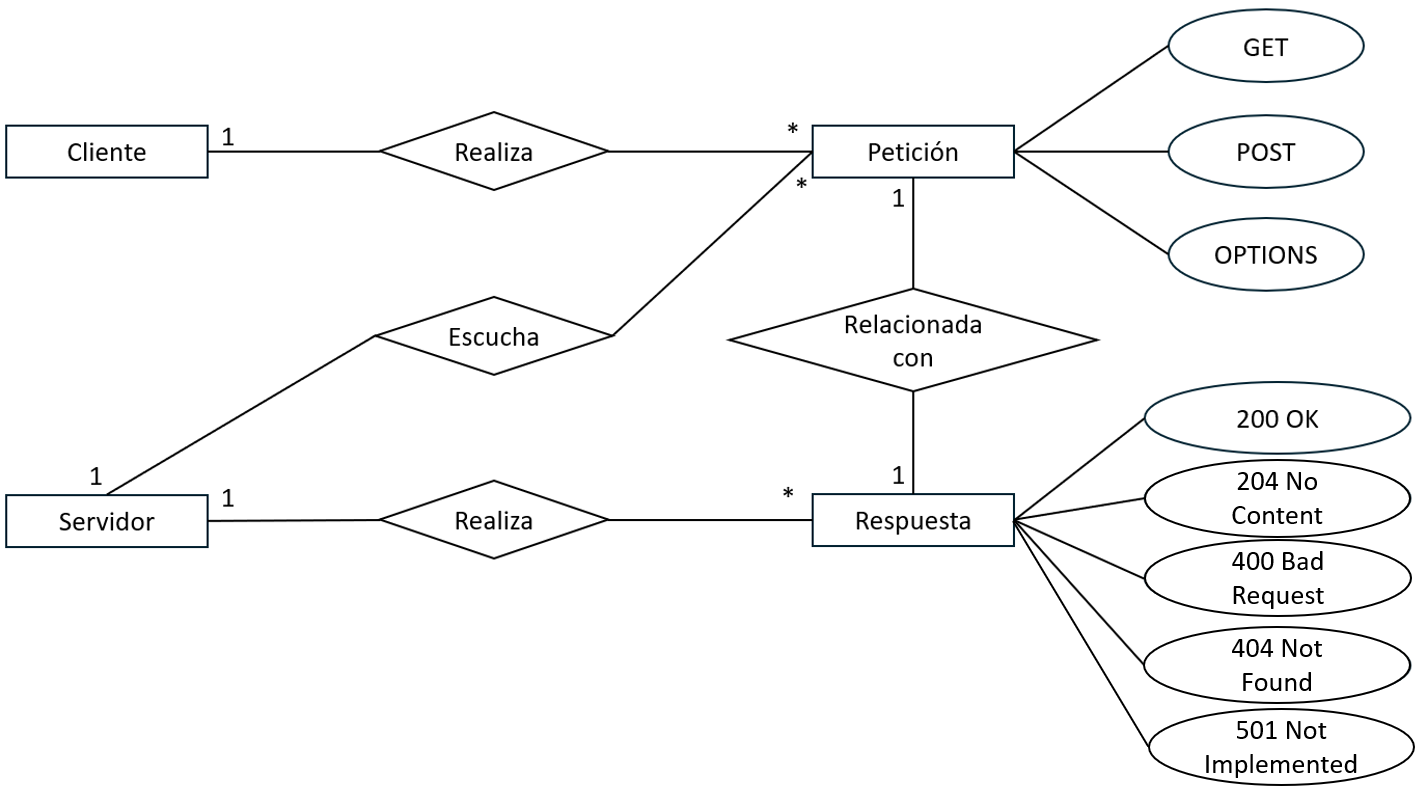 GET
Cliente
1
Realiza
*
Petición
POST
*
1
OPTIONS
Escucha
Relacionada
con
200 OK
1
1
204 No
Content
Servidor
1
Realiza
*
Respuesta
400 Bad
Request
404 Not
Found
501 Not
Implemented